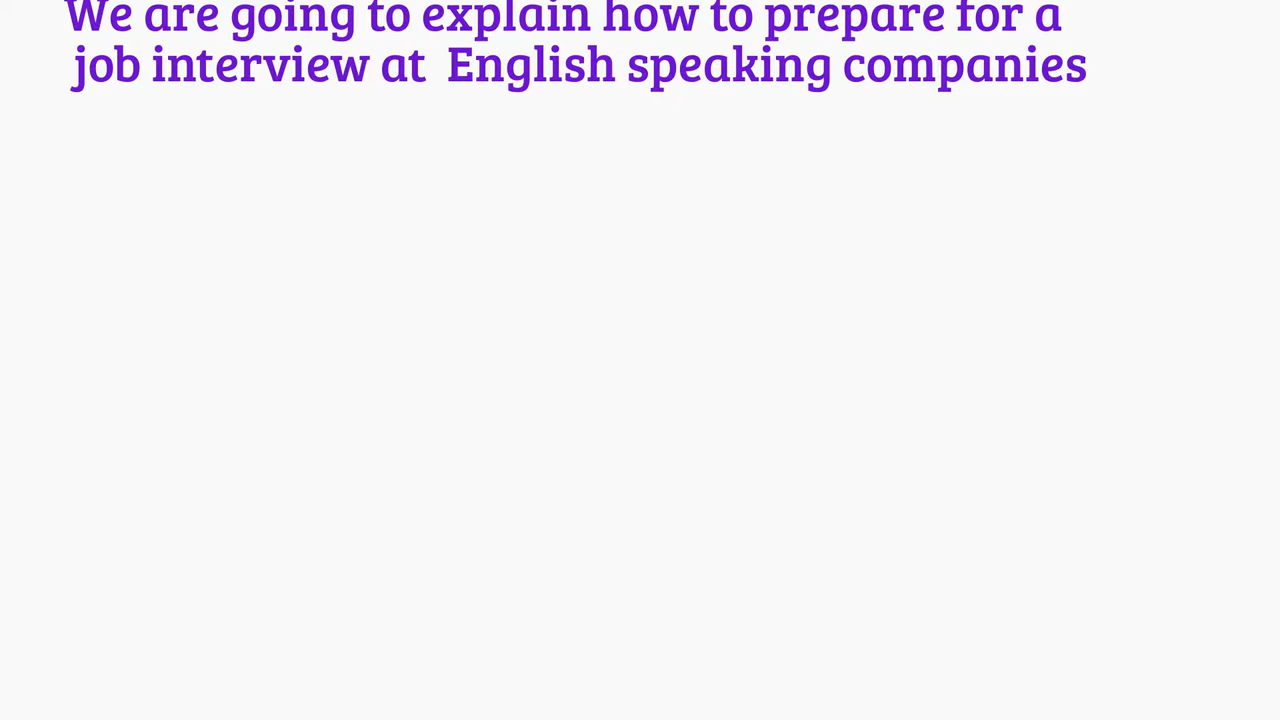 We are going to explain how to prepare for a
job interview at  English speaking companies